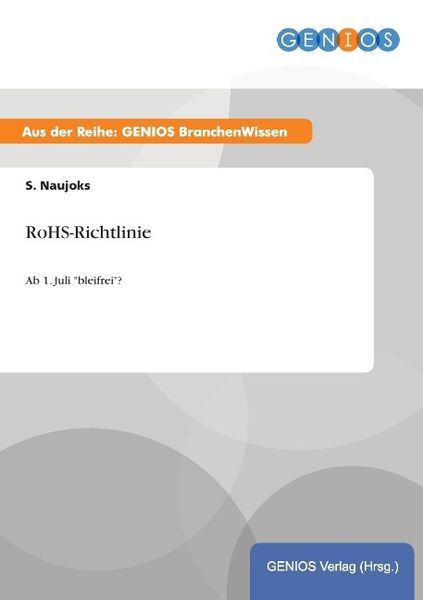 GENIOS
Aus der Reihe: GENIOS BranchenWissen
S. Naujoks
RoHS-Richtlinie
Ab 1. Juli "bleifrei"?
GENIOS Verlag (Hrsg.)